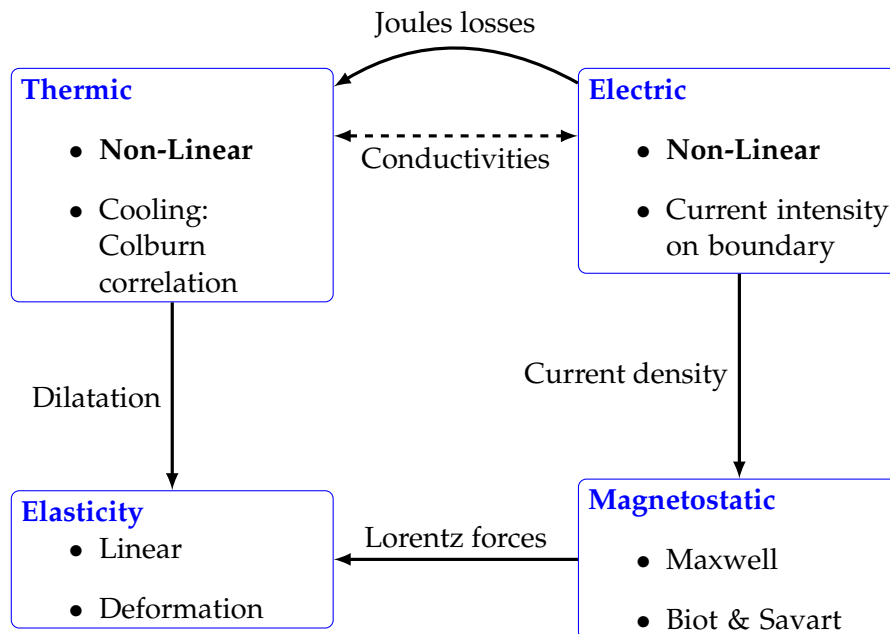 Joules losses
Thermic
• Non-Linear
• Cooling:
Colburn
correlation
Conductivities
Electric
• Non-Linear
• Current intensity
on boundary
Dilatation
Current density
Elasticity
• Linear
• Deformation
Lorentz forces
Magnetostatic
• Maxwell
• Biot & Savart